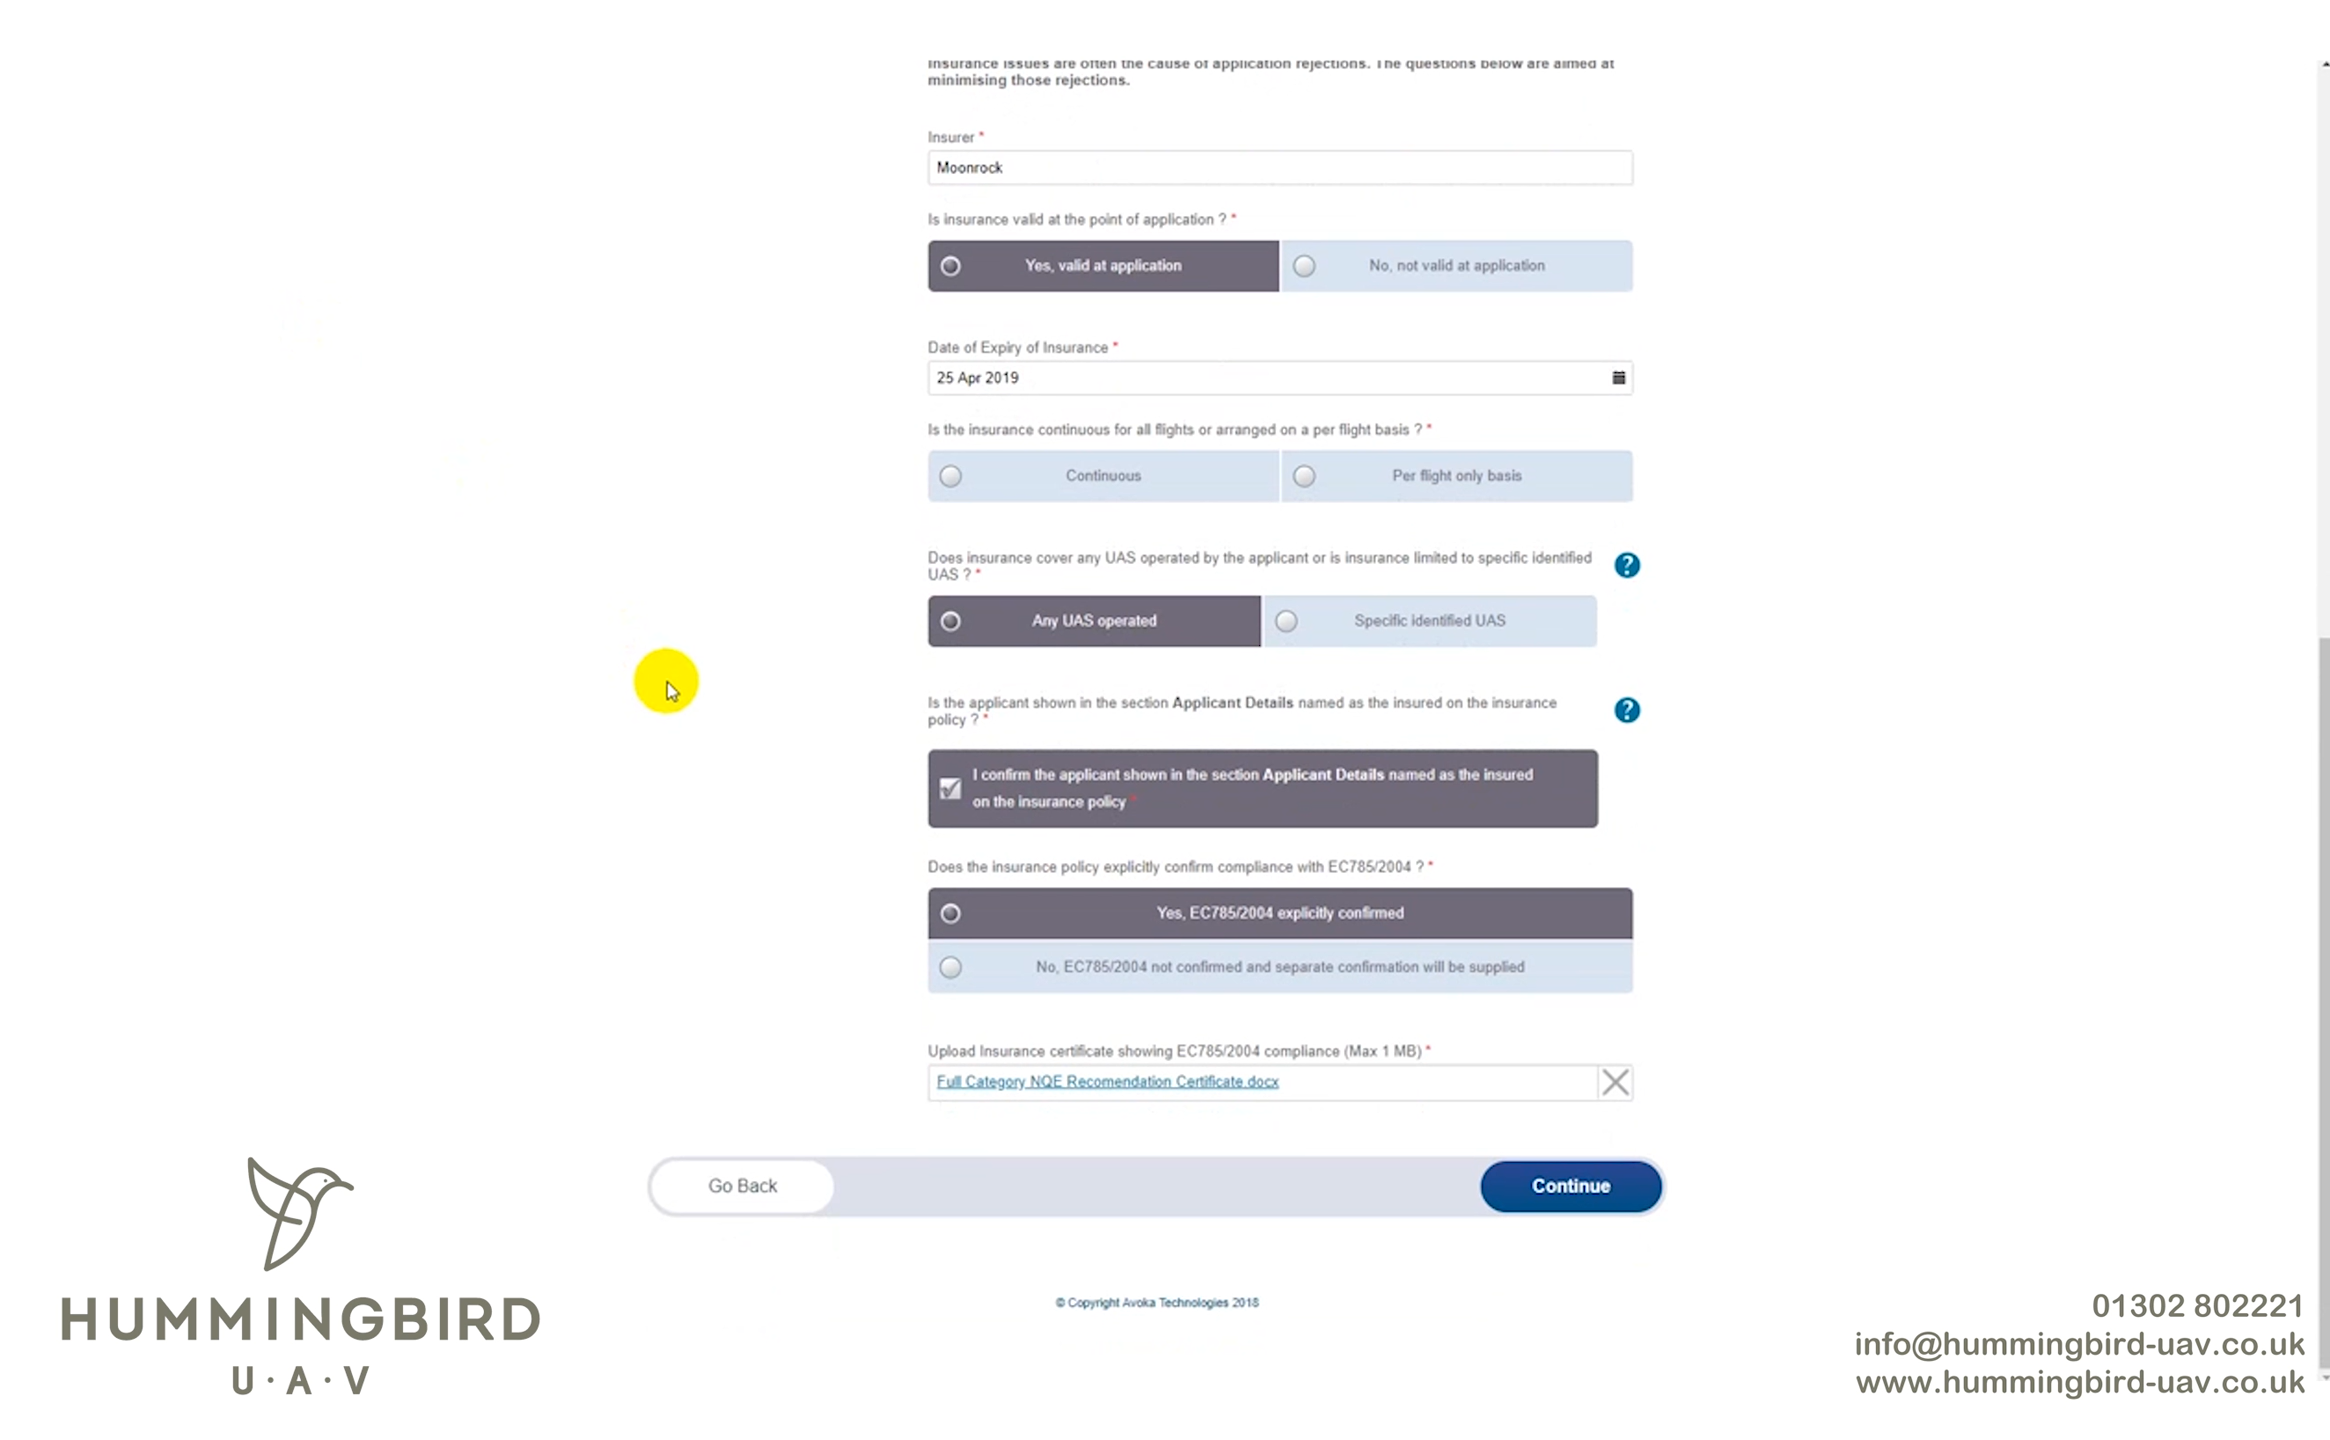 Insurance issues are often the cause of application rejections. The questions below are aimed at
minimising those rejections.
Insurer *
Moonrock
Is insurance valid at the point of application ? *
Yes, valid at application
No, not valid at application
Date of Expiry of Insurance *
25 Apr 2019
Is the insurance continuous for all flights or arranged on a per flight basis ? *
Continuous
Per flight only basis
Does insurance cover any UAS operated by the applicant or is insurance limited to specific identified
UAS ? *
?
Any UAS operated
Specific identified UAS
Is the applicant shown in the section Applicant Details named as the insured on the insurance
policy ? *
?
I confirm the applicant shown in the section Applicant Details named as the insured
on the insurance policy *
Does the insurance policy explicitly confirm compliance with EC785/2004 ? *
Yes, EC785/2004 explicitly confirmed
No, EC785/2004 not confirmed and separate confirmation will be supplied
Upload Insurance certificate showing EC785/2004 compliance (Max 1 MB) *
Full Category NQE Recomendation Certificate.docx
Go Back
Continue
© Copyright Avoka Technologies 2018
HUMMINGBIRD
U·A·V
01302 802221
info@hummingbird-uav.co.uk
www.hummingbird-uav.co.uk